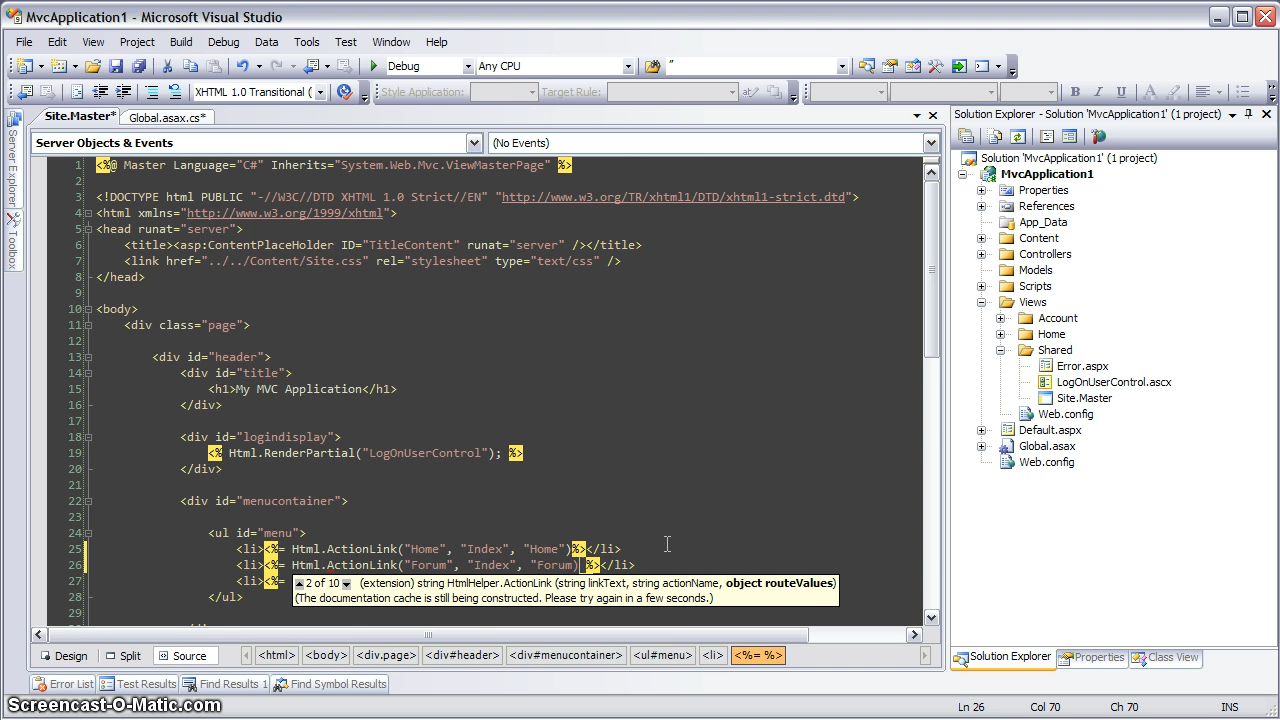 MvcApplication1 - Microsoft Visual Studio
File Edit View Project Build Debug Data Tools Test Window Help
Debug Any CPU "
XHTML 1.0 Transitional ( Style Application: Target Rule:
Site.Master* Global.asax.cs*
Server Objects & Events (No Events)
Server Explorer
Toolbox
1 <%@ Master Language="C#" Inherits="System.Web.Mvc.ViewMasterPage" %>
2
3 <!DOCTYPE html PUBLIC "-//W3C//DTD XHTML 1.0 Strict//EN" "http://www.w3.org/TR/xhtml1/DTD/xhtml1-strict.dtd">
4 <html xmlns="http://www.w3.org/1999/xhtml">
5 <head runat="server">
6 <title><asp:ContentPlaceHolder ID="TitleContent" runat="server" /></title>
7 <link href="../../Content/Site.css" rel="stylesheet" type="text/css" />
8 </head>
9
10 <body>
11 <div class="page">
12
13 <div id="header">
14 <div id="title">
15 <h1>My MVC Application</h1>
16 </div>
17
18 <div id="logindisplay">
19 <% Html.RenderPartial("LogOnUserControl"); %>
20 </div>
21
22 <div id="menucontainer">
23
24 <ul id="menu">
25 <li><%= Html.ActionLink("Home", "Index", "Home")%></li>
26 <li><%= Html.ActionLink("Forum", "Index", "Forum) %></li>
27 <li><%=
28 </ul>
29
2 of 10 (extension) string HtmlHelper.ActionLink (string linkText, string actionName, object routeValues)
(The documentation cache is still being constructed. Please try again in a few seconds.)
Design Split Source <html> <body> <div.page> <div#header> <div#menucontainer> <ul#menu> <li> <%= %>
Error List Test Results Find Results 1 Find Symbol Results
Solution Explorer - Solution 'MvcApplication1' (1 project)
Solution 'MvcApplication1' (1 project)
MvcApplication1
Properties
References
App_Data
Content
Controllers
Models
Scripts
Views
Account
Home
Shared
Error.aspx
LogOnUserControl.ascx
Site.Master
Web.config
Default.aspx
Global.asax
Web.config
Solution Explorer Properties Class View
Screencast-O-Matic.com
Ln 26 Col 70 Ch 70 INS